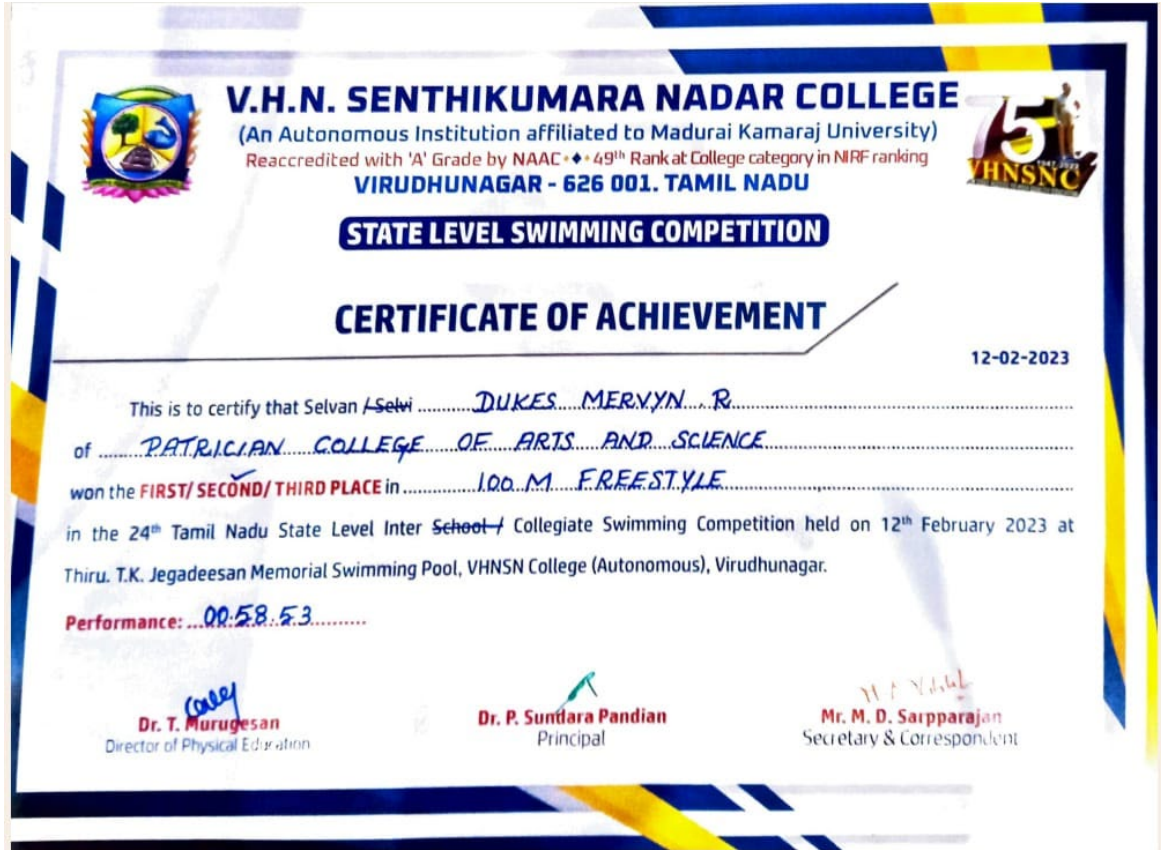 V.H.N. SENTHIKUMARA NADAR COLLEGE
(An Autonomous Institution affiliated to Madurai Kamaraj University)
Reaccredited with 'A' Grade by NAAC • ◆ • 49th Rank at College category in NIRF ranking
VIRUDHUNAGAR - 626 001. TAMIL NADU
75
VHNSNC
STATE LEVEL SWIMMING COMPETITION
CERTIFICATE OF ACHIEVEMENT
12-02-2023
This is to certify that Selvan / Selvi DUKES MERVYN R.
of PATRICIAN COLLEGE OF ARTS AND SCIENCE
won the FIRST/ SECOND/ THIRD PLACE in 100 M FREESTYLE
in the 24th Tamil Nadu State Level Inter School / Collegiate Swimming Competition held on 12th February 2023 at
Thiru. T.K. Jegadeesan Memorial Swimming Pool, VHNSN College (Autonomous), Virudhunagar.
Performance: 00:58.53
Dr. T. Murugesan
Director of Physical Education
Dr. P. Sundara Pandian
Principal
Mr. M. D. Sarpparajan
Secretary & Correspondent